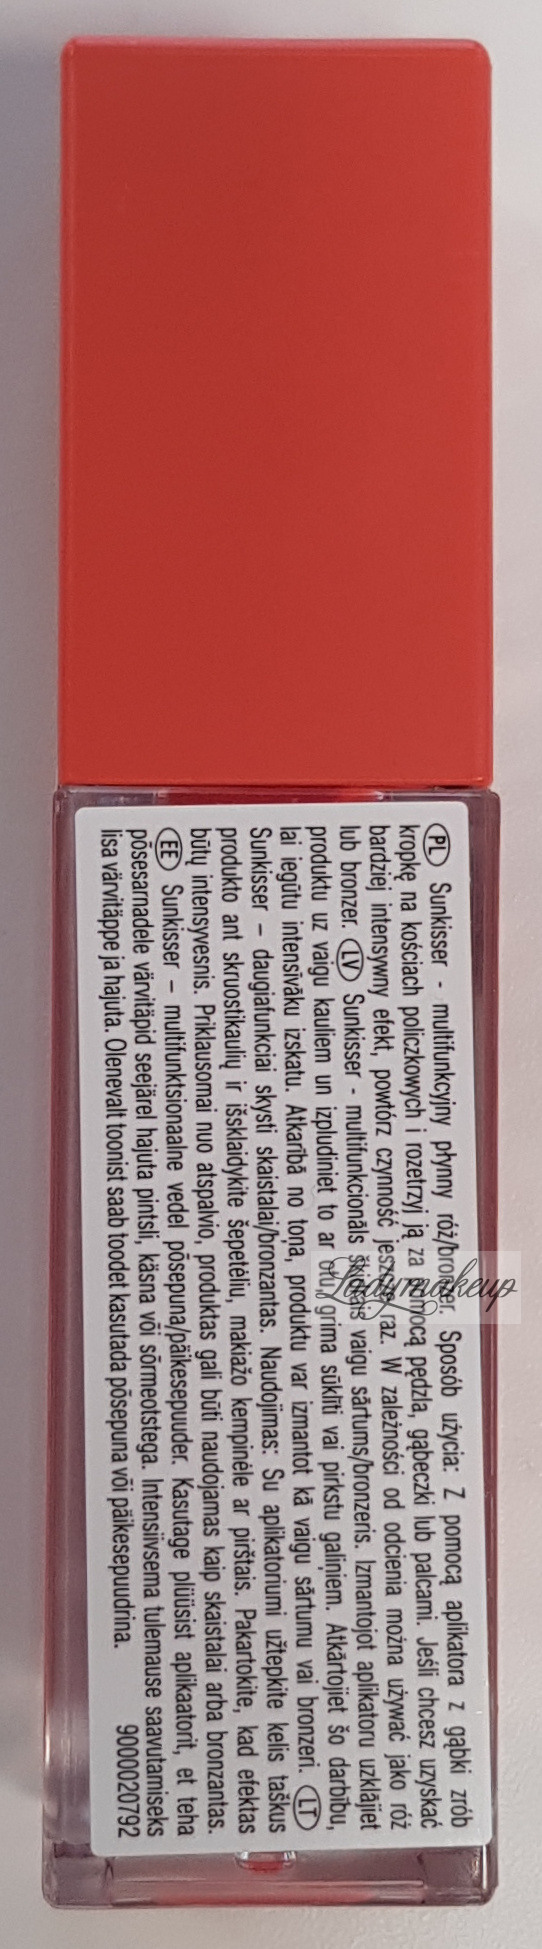 PL Sunkisser - multifunkcyjny płynny róż/bronzer. Sposób użycia: Z pomocą aplikatora z gąbki zrób
kropkę na kościach policzkowych i rozetrzyj ją za pomocą pędzla, gąbeczki lub palcami. Jeśli chcesz uzyskać
bardziej intensywny efekt, powtórz czynność jeszcze raz. W zależności od odcienia można używać jako róż
lub bronzer. LV Sunkisser - multifunkcionāls šķidrais vaigu sārtums/bronzeris. Izmantojot aplikatoru uzklājiet
produktu uz vaigu kauliem un izpludiniet to ar otu, grima sūklīti vai pirkstu galiņiem. Atkārtojiet šo darbību,
lai iegūtu intensīvāku izskatu. Atkarībā no toņa, produktu var izmantot kā vaigu sārtumu vai bronzeri. LT
Sunkisser – daugiafunkciai skysti skaistalai/bronzantas. Naudojimas: Su aplikatoriumi užtepkite kelis taškus
produkto ant skruostikaulių ir išsklaidykite šepetėliu, makiažo kempinėle ar pirštais. Pakartokite, kad efektas
būtų intensyvesnis. Priklausomai nuo atspalvio, produktas gali būti naudojamas kaip skaistalai arba bronzantas.
EE Sunkisser – multifunktsionaalne vedel põsepuna/päikesepuuder. Kasutage plüüsist aplikaatorit, et teha
põsesarnadele värvitäpid seejärel hajuta pintsli, käsna või sõrmeotstega. Intensiivsema tulemause saavutamiseks
lisa värvitäppe ja hajuta. Olenevalt toonist saab toodet kasutada põsepuna või päikesepuudrina. 9000020792
Ladymakeup